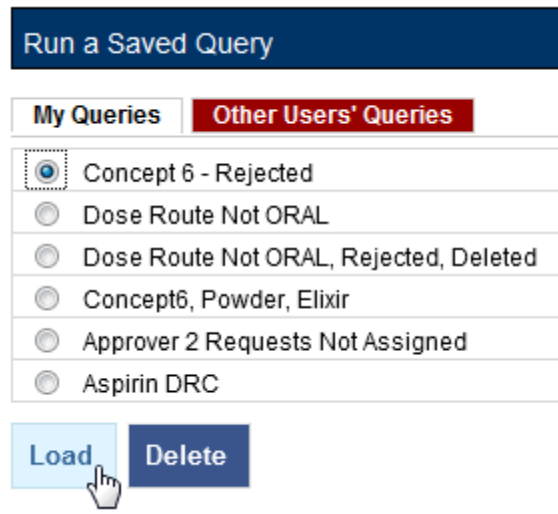 Run a Saved Query
My Queries Other Users' Queries
Concept 6 - Rejected
Dose Route Not ORAL
Dose Route Not ORAL, Rejected, Deleted
Concept6, Powder, Elixir
Approver 2 Requests Not Assigned
Aspirin DRC
Load Delete